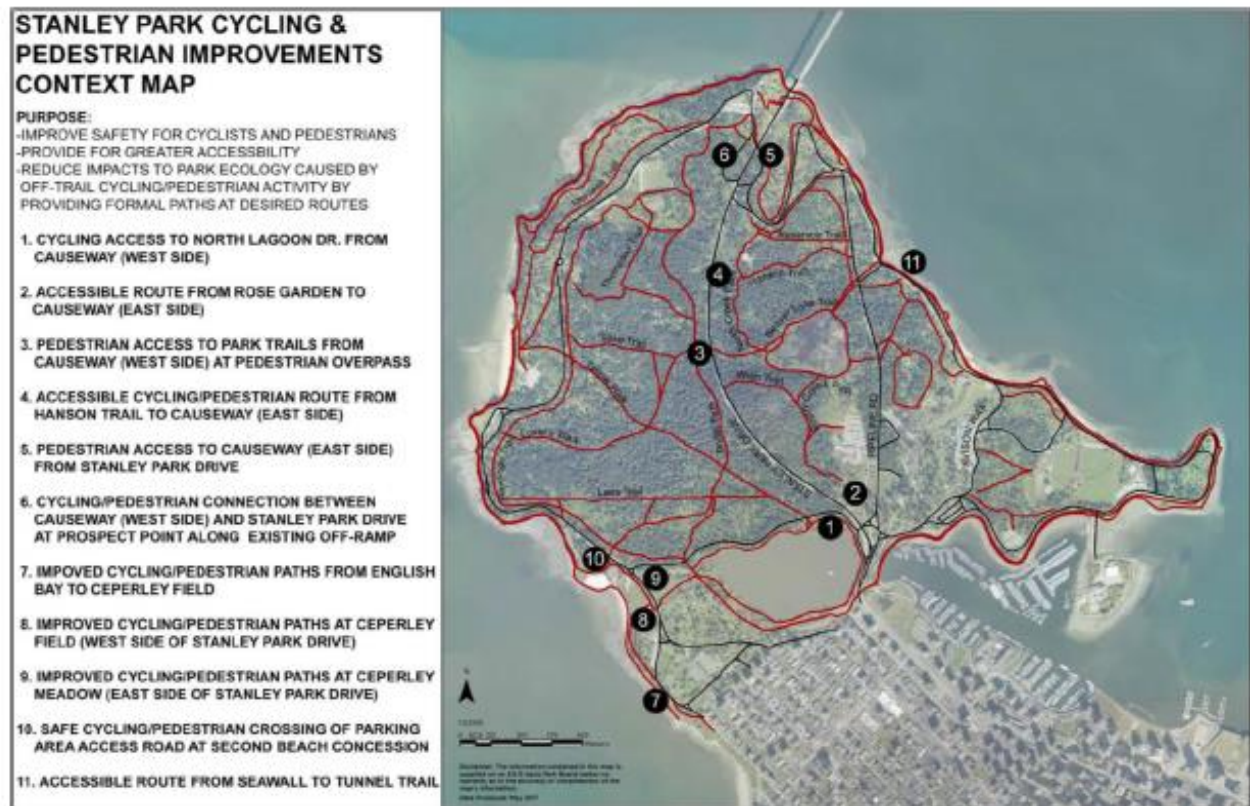 STANLEY PARK CYCLING &
PEDESTRIAN IMPROVEMENTS
CONTEXT MAP
PURPOSE:
-IMPROVE SAFETY FOR CYCLISTS AND PEDESTRIANS
-PROVIDE FOR GREATER ACCESSBILITY
-REDUCE IMPACTS TO PARK ECOLOGY CAUSED BY
OFF-TRAIL CYCLING/PEDESTRIAN ACTIVITY BY
PROVIDING FORMAL PATHS AT DESIRED ROUTES
1. CYCLING ACCESS TO NORTH LAGOON DR. FROM
CAUSEWAY (WEST SIDE)
2. ACCESSIBLE ROUTE FROM ROSE GARDEN TO
CAUSEWAY (EAST SIDE)
3. PEDESTRIAN ACCESS TO PARK TRAILS FROM
CAUSEWAY (WEST SIDE) AT PEDESTRIAN OVERPASS
4. ACCESSIBLE CYCLING/PEDESTRIAN ROUTE FROM
HANSON TRAIL TO CAUSEWAY (EAST SIDE)
5. PEDESTRIAN ACCESS TO CAUSEWAY (EAST SIDE)
FROM STANLEY PARK DRIVE
6. CYCLING/PEDESTRIAN CONNECTION BETWEEN
CAUSEWAY (WEST SIDE) AND STANLEY PARK DRIVE
AT PROSPECT POINT ALONG EXISTING OFF-RAMP
7. IMPOVED CYCLING/PEDESTRIAN PATHS FROM ENGLISH
BAY TO CEPERLEY FIELD
8. IMPROVED CYCLING/PEDESTRIAN PATHS AT CEPERLEY
FIELD (WEST SIDE OF STANLEY PARK DRIVE)
9. IMPROVED CYCLING/PEDESTRIAN PATHS AT CEPERLEY
MEADOW (EAST SIDE OF STANLEY PARK DRIVE)
10. SAFE CYCLING/PEDESTRIAN CROSSING OF PARKING
AREA ACCESS ROAD AT SECOND BEACH CONCESSION
11. ACCESSIBLE ROUTE FROM SEAWALL TO TUNNEL TRAIL
6
5
11
4
3
2
1
10
9
8
7
Lake Trail
PIPELINE RD
N